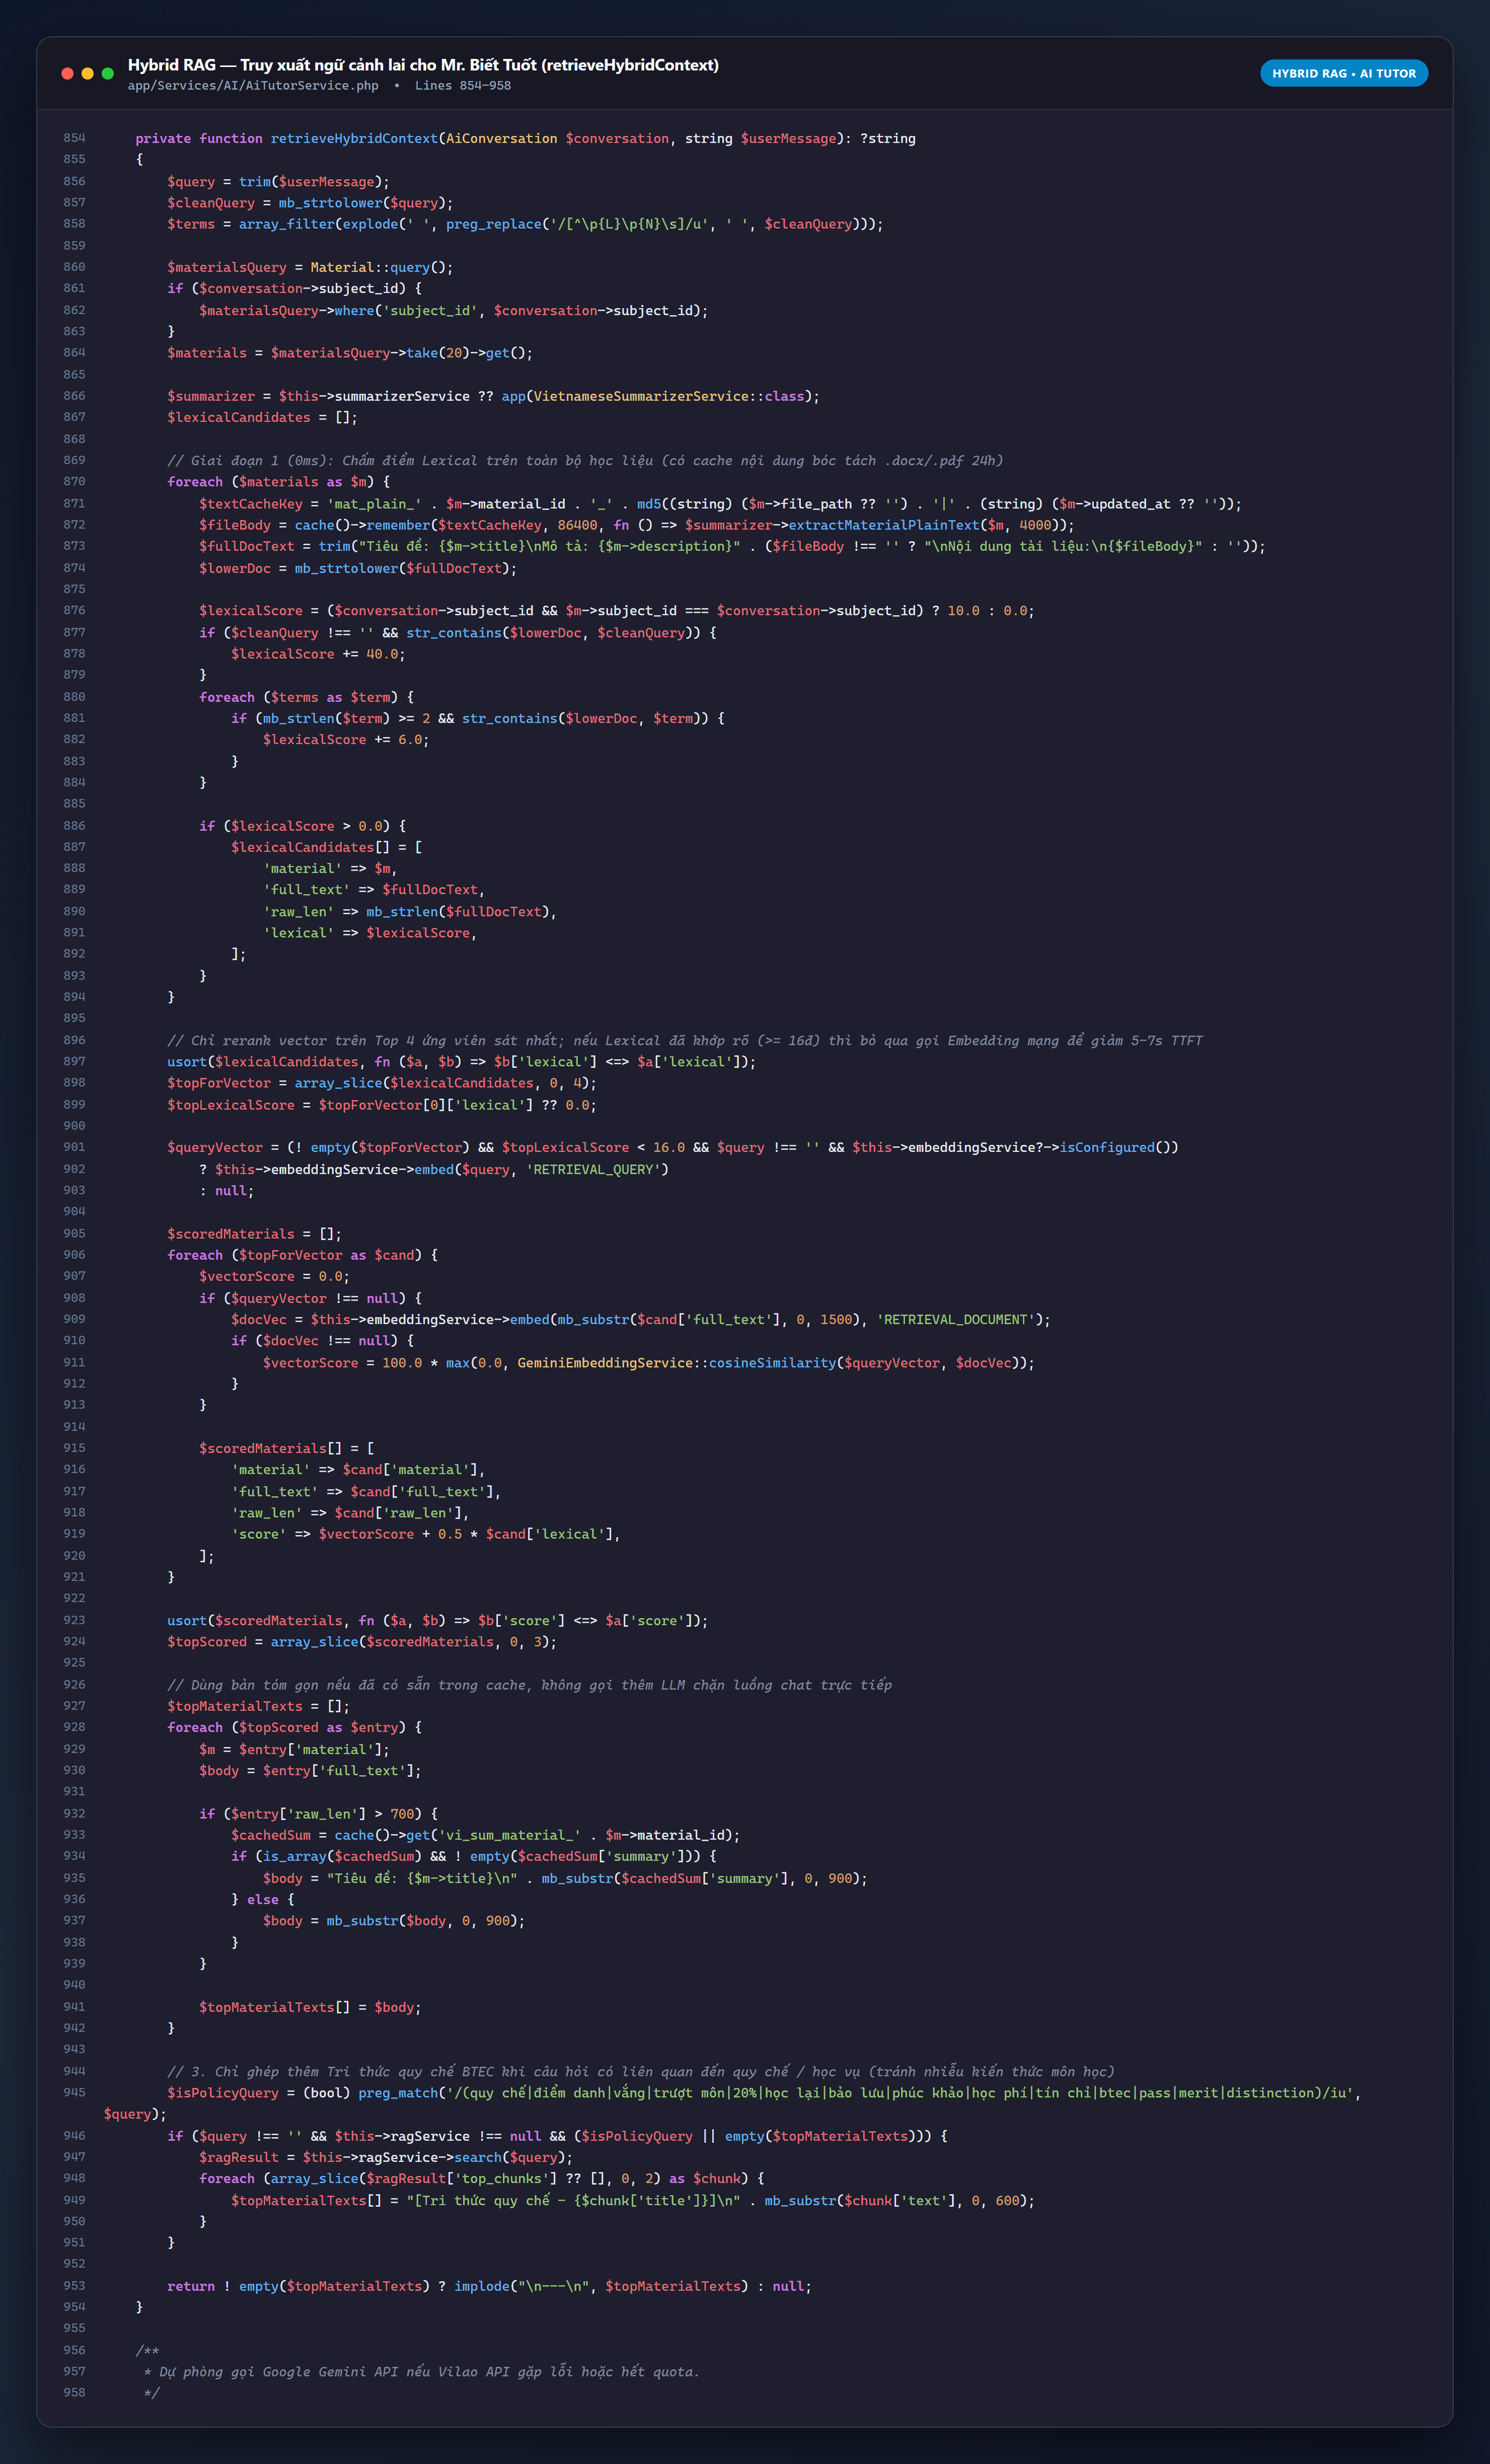 Hybrid RAG — Truy xuất ngữ cảnh lai cho Mr. Biết Tuốt (retrieveHybridContext)
app/Services/AI/AiTutorService.php • Lines 854–958
HYBRID RAG • AI TUTOR
854     private function retrieveHybridContext(AiConversation $conversation, string $userMessage): ?string
855     {
856         $query = trim($userMessage);
857         $cleanQuery = mb_strtolower($query);
858         $terms = array_filter(explode(' ', preg_replace('/[^\p{L}\p{N}\s]/u', ' ', $cleanQuery)));
859
860         $materialsQuery = Material::query();
861         if ($conversation->subject_id) {
862             $materialsQuery->where('subject_id', $conversation->subject_id);
863         }
864         $materials = $materialsQuery->take(20)->get();
865
866         $summarizer = $this->summarizerService ?? app(VietnameseSummarizerService::class);
867         $lexicalCandidates = [];
868
869         // Giai đoạn 1 (0ms): Chấm điểm Lexical trên toàn bộ học liệu (có cache nội dung bóc tách .docx/.pdf 24h)
870         foreach ($materials as $m) {
871             $textCacheKey = 'mat_plain_' . $m->material_id . '_' . md5((string) ($m->file_path ?? '') . '|' . (string) ($m->updated_at ?? ''));
872             $fileBody = cache()->remember($textCacheKey, 86400, fn () => $summarizer->extractMaterialPlainText($m, 4000));
873             $fullDocText = trim("Tiêu đề: {$m->title}\nMô tả: {$m->description}" . ($fileBody !== '' ? "\nNội dung tài liệu:\n{$fileBody}" : ''));
874             $lowerDoc = mb_strtolower($fullDocText);
875
876             $lexicalScore = ($conversation->subject_id && $m->subject_id === $conversation->subject_id) ? 10.0 : 0.0;
877             if ($cleanQuery !== '' && str_contains($lowerDoc, $cleanQuery)) {
878                 $lexicalScore += 40.0;
879             }
880             foreach ($terms as $term) {
881                 if (mb_strlen($term) >= 2 && str_contains($lowerDoc, $term)) {
882                     $lexicalScore += 6.0;
883                 }
884             }
885
886             if ($lexicalScore > 0.0) {
887                 $lexicalCandidates[] = [
888                     'material' => $m,
889                     'full_text' => $fullDocText,
890                     'raw_len' => mb_strlen($fullDocText),
891                     'lexical' => $lexicalScore,
892                 ];
893             }
894         }
895
896         // Chỉ rerank vector trên Top 4 ứng viên sát nhất; nếu Lexical đã khớp rõ (>= 16đ) thì bỏ qua gọi Embedding mạng để giảm 5-7s TTFT
897         usort($lexicalCandidates, fn ($a, $b) => $b['lexical'] <=> $a['lexical']);
898         $topForVector = array_slice($lexicalCandidates, 0, 4);
899         $topLexicalScore = $topForVector[0]['lexical'] ?? 0.0;
900
901         $queryVector = (! empty($topForVector) && $topLexicalScore < 16.0 && $query !== '' && $this->embeddingService?->isConfigured())
902             ? $this->embeddingService->embed($query, 'RETRIEVAL_QUERY')
903             : null;
904
905         $scoredMaterials = [];
906         foreach ($topForVector as $cand) {
907             $vectorScore = 0.0;
908             if ($queryVector !== null) {
909                 $docVec = $this->embeddingService->embed(mb_substr($cand['full_text'], 0, 1500), 'RETRIEVAL_DOCUMENT');
910                 if ($docVec !== null) {
911                     $vectorScore = 100.0 * max(0.0, GeminiEmbeddingService::cosineSimilarity($queryVector, $docVec));
912                 }
913             }
914
915             $scoredMaterials[] = [
916                 'material' => $cand['material'],
917                 'full_text' => $cand['full_text'],
918                 'raw_len' => $cand['raw_len'],
919                 'score' => $vectorScore + 0.5 * $cand['lexical'],
920             ];
921         }
922
923         usort($scoredMaterials, fn ($a, $b) => $b['score'] <=> $a['score']);
924         $topScored = array_slice($scoredMaterials, 0, 3);
925
926         // Dùng bản tóm gọn nếu đã có sẵn trong cache, không gọi thêm LLM chặn luồng chat trực tiếp
927         $topMaterialTexts = [];
928         foreach ($topScored as $entry) {
929             $m = $entry['material'];
930             $body = $entry['full_text'];
931
932             if ($entry['raw_len'] > 700) {
933                 $cachedSum = cache()->get('vi_sum_material_' . $m->material_id);
934                 if (is_array($cachedSum) && ! empty($cachedSum['summary'])) {
935                     $body = "Tiêu đề: {$m->title}\n" . mb_substr($cachedSum['summary'], 0, 900);
936                 } else {
937                     $body = mb_substr($body, 0, 900);
938                 }
939             }
940
941             $topMaterialTexts[] = $body;
942         }
943
944         // 3. Chỉ ghép thêm Tri thức quy chế BTEC khi câu hỏi có liên quan đến quy chế / học vụ (tránh nhiễu kiến thức môn học)
945         $isPolicyQuery = (bool) preg_match('/(quy chế|điểm danh|vắng|trượt môn|20%|học lại|bảo lưu|phúc khảo|học phí|tín chỉ|btec|pass|merit|distinction)/iu',
$query);
946         if ($query !== '' && $this->ragService !== null && ($isPolicyQuery || empty($topMaterialTexts))) {
947             $ragResult = $this->ragService->search($query);
948             foreach (array_slice($ragResult['top_chunks'] ?? [], 0, 2) as $chunk) {
949                 $topMaterialTexts[] = "[Tri thức quy chế - {$chunk['title']}]\n" . mb_substr($chunk['text'], 0, 600);
950             }
951         }
952
953         return ! empty($topMaterialTexts) ? implode("\n---\n", $topMaterialTexts) : null;
954     }
955
956     /**
957      * Dự phòng gọi Google Gemini API nếu Vilao API gặp lỗi hoặc hết quota.
958      */